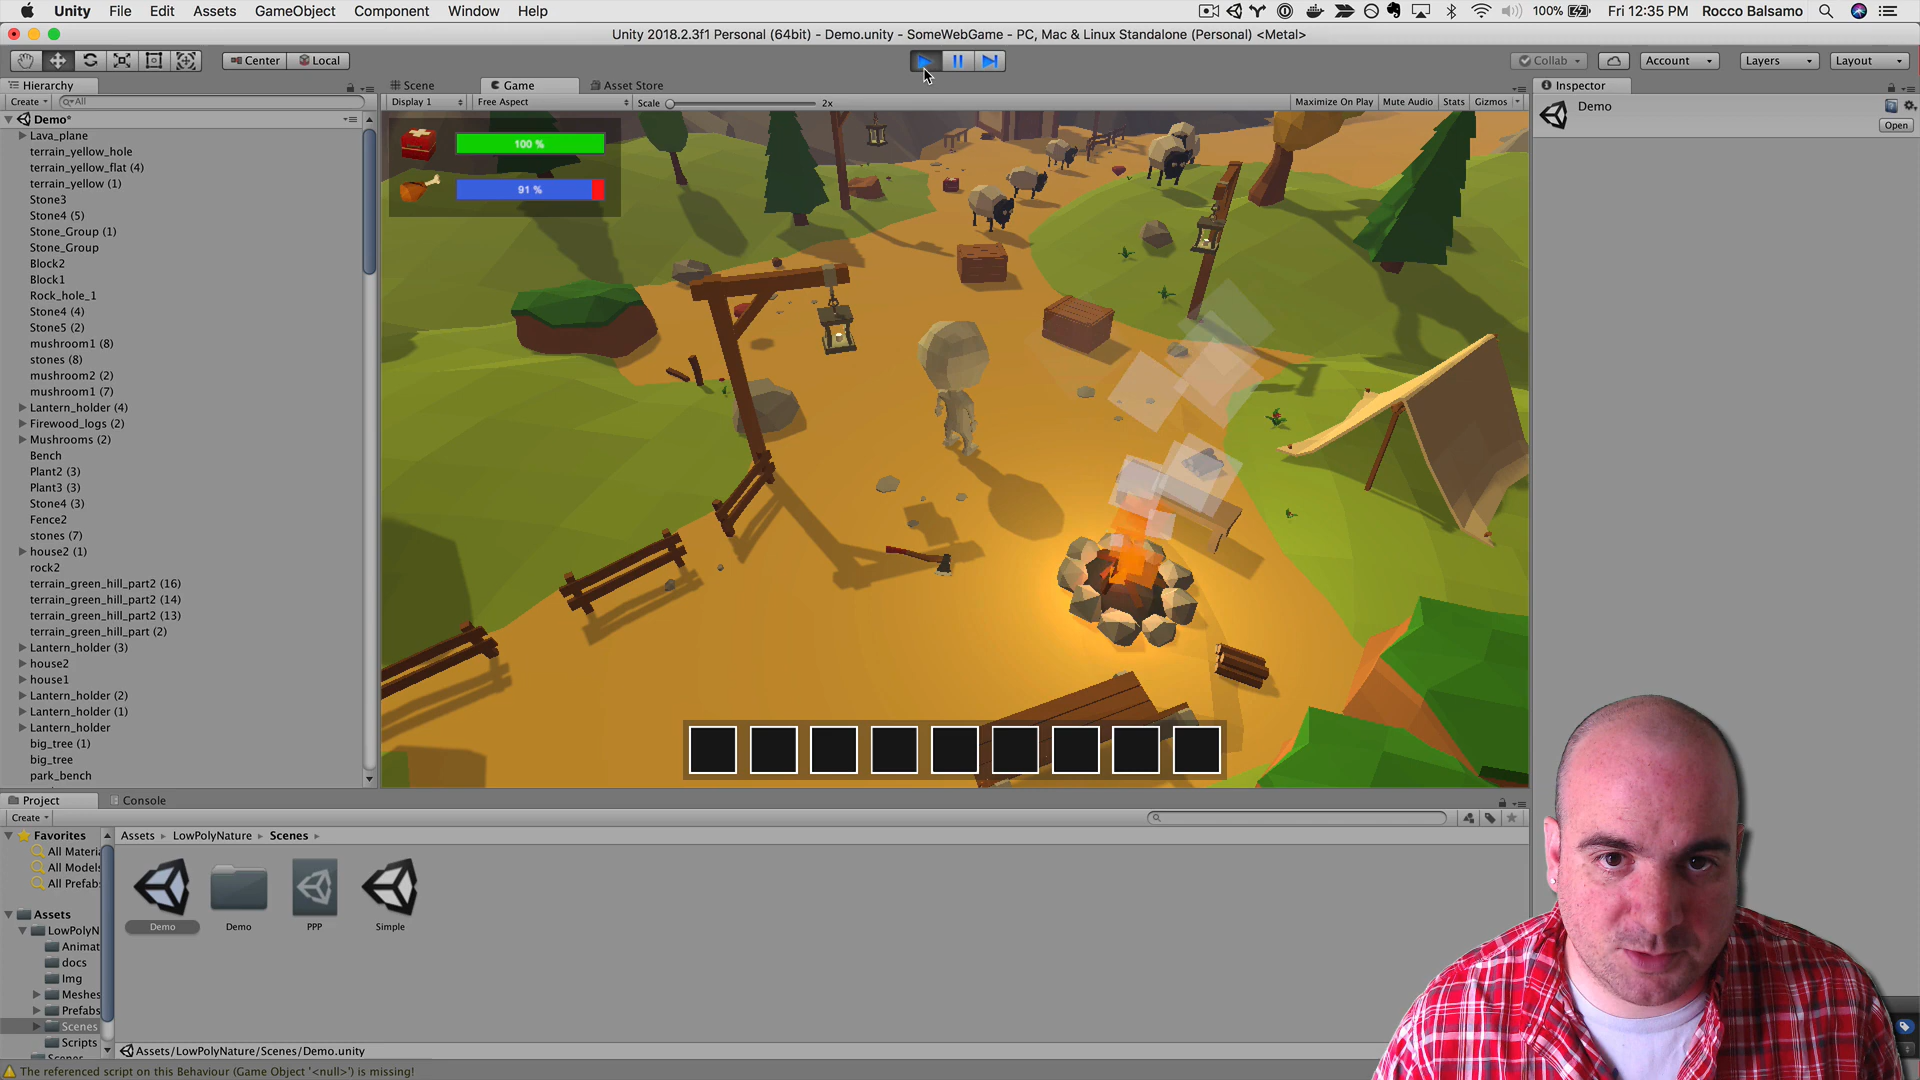 Unity File Edit Assets GameObject Component Window Help 100% Fri 12:35 PM Rocco Balsamo
Unity 2018.2.3f1 Personal (64bit) - Demo.unity - SomeWebGame - PC, Mac & Linux Standalone (Personal) <Metal>
Center Local Collab Account Layers Layout
Hierarchy Scene Game Asset Store Inspector
Create All Display 1 Free Aspect Scale 2x Maximize On Play Mute Audio Stats Gizmos
Demo
Open
Demo*
Lava_plane
terrain_yellow_hole
terrain_yellow_flat (4)
terrain_yellow (1)
Stone3
Stone4 (5)
Stone_Group (1)
Stone_Group
Block2
Block1
Rock_hole_1
Stone4 (4)
Stone5 (2)
mushroom1 (8)
stones (8)
mushroom2 (2)
mushroom1 (7)
Lantern_holder (4)
Firewood_logs (2)
Mushrooms (2)
Bench
Plant2 (3)
Plant3 (3)
Stone4 (3)
Fence2
stones (7)
house2 (1)
rock2
terrain_green_hill_part2 (16)
terrain_green_hill_part2 (14)
terrain_green_hill_part2 (13)
terrain_green_hill_part (2)
Lantern_holder (3)
house2
house1
Lantern_holder (2)
Lantern_holder (1)
Lantern_holder
big_tree (1)
big_tree
park_bench
100 %
91 %
Project Console
Create
Favorites
All Materi
All Models
All Prefabs
Assets
LowPolyN
Animat
docs
Img
Meshes
Prefabs
Scenes
Scripts
Assets LowPolyNature Scenes
Demo Demo PPP Simple
Assets/LowPolyNature/Scenes/Demo.unity
The referenced script on this Behaviour (Game Object '<null>') is missing!